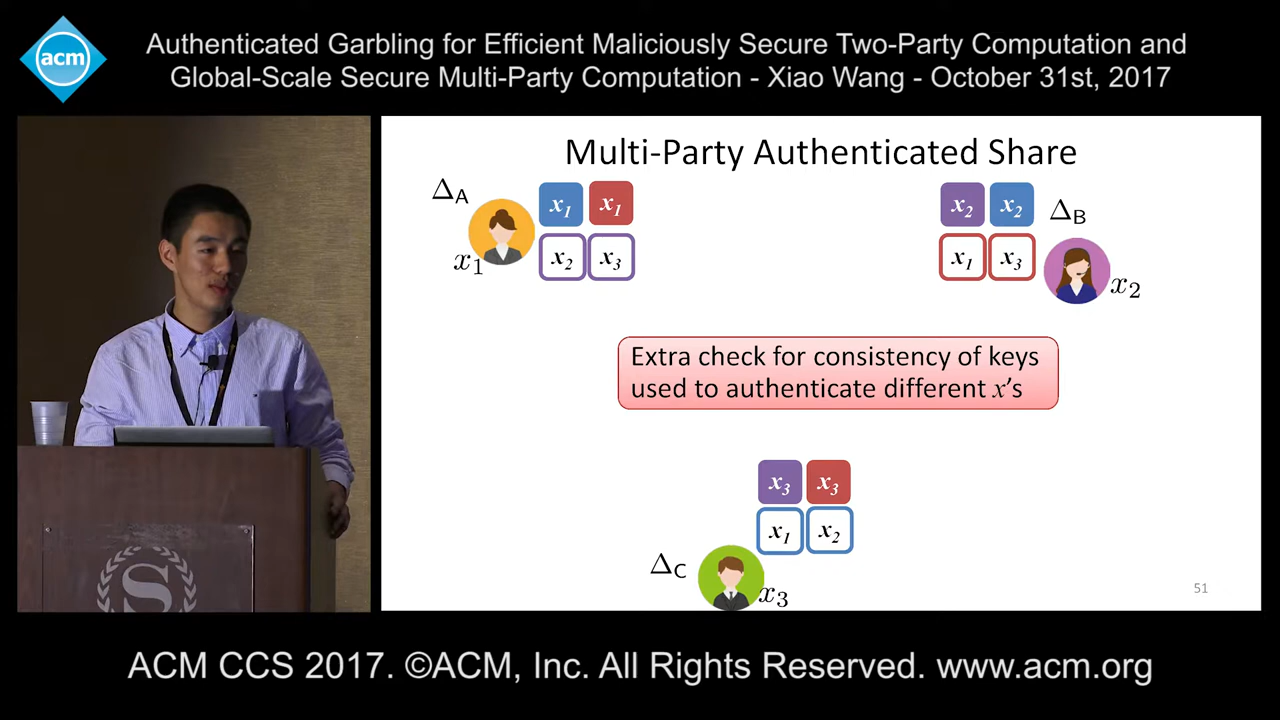 acm
Authenticated Garbling for Efficient Maliciously Secure Two-Party Computation and
Global-Scale Secure Multi-Party Computation - Xiao Wang - October 31st, 2017
Multi-Party Authenticated Share
Δ_A
x₁ x₁
x₂ x₃
x₁
x₂ x₂
Δ_B
x₁ x₃
x₂
Extra check for consistency of keys
used to authenticate different x's
x₃ x₃
x₁ x₂
Δ_C
x₃
51
S
ACM CCS 2017. ©ACM, Inc. All Rights Reserved. www.acm.org